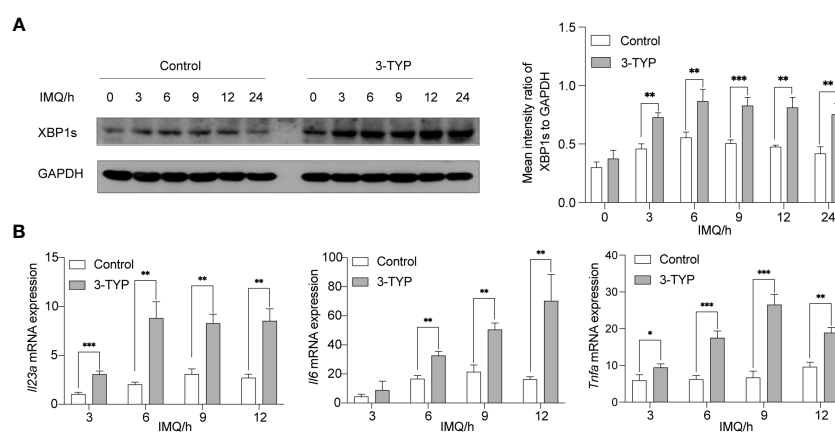 A
Control
3-TYP
IMQ/h
0 3 6 9 12 24
0 3 6 9 12 24
XBP1s
GAPDH
Mean intensity ratio of
XBP1s to GAPDH
1.5
1.0
0.5
0.0
Control
3-TYP
** ** *** ** **
0 3 6 9 12 24
IMQ/h
B
Il23a mRNA expression
15
10
5
0
Control
3-TYP
*** ** ** **
3 6 9 12
IMQ/h
Il6 mRNA expression
100
80
60
40
20
0
Control
3-TYP
** ** **
3 6 9 12
IMQ/h
Tnfa mRNA expression
40
30
20
10
0
Control
3-TYP
* *** *** **
3 6 9 12
IMQ/h